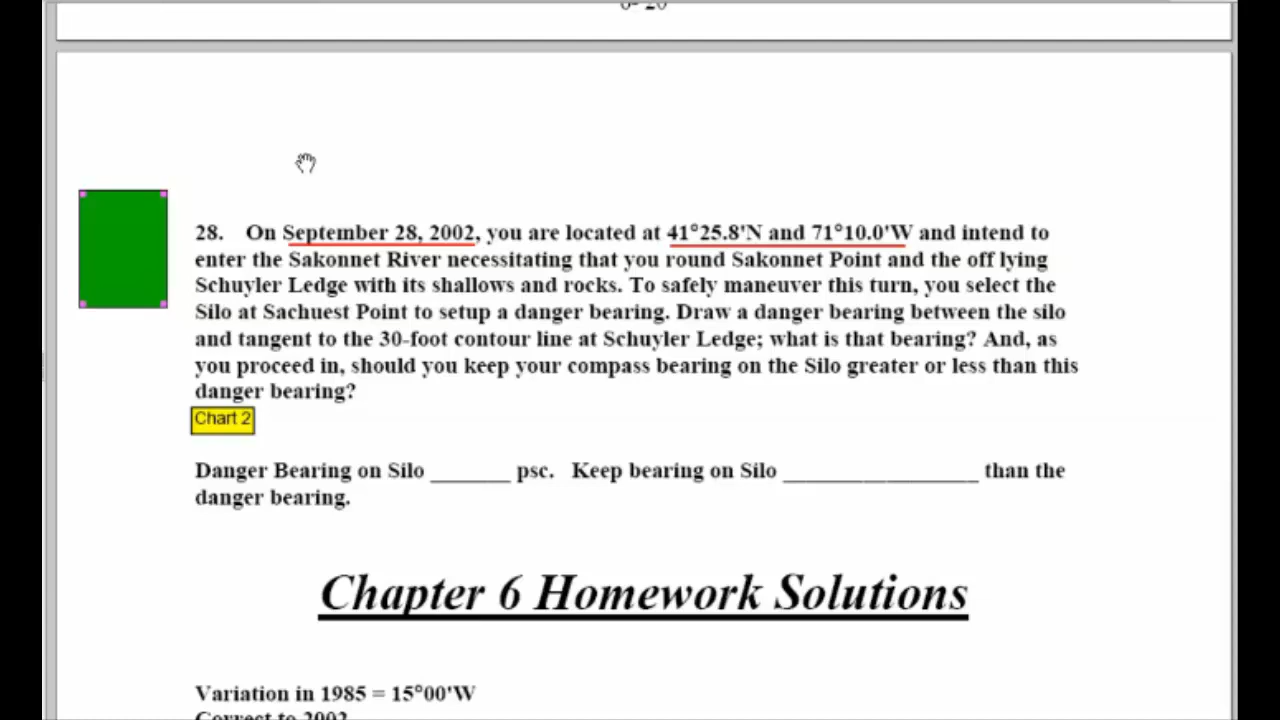 28. On September 28, 2002, you are located at 41°25.8'N and 71°10.0'W and intend to
enter the Sakonnet River necessitating that you round Sakonnet Point and the off lying
Schuyler Ledge with its shallows and rocks. To safely maneuver this turn, you select the
Silo at Sachuest Point to setup a danger bearing. Draw a danger bearing between the silo
and tangent to the 30-foot contour line at Schuyler Ledge; what is that bearing? And, as
you proceed in, should you keep your compass bearing on the Silo greater or less than this
danger bearing?
Chart 2
Danger Bearing on Silo _______ psc. Keep bearing on Silo _________________ than the
danger bearing.
Chapter 6 Homework Solutions
Variation in 1985 = 15°00'W
Correct to 2002